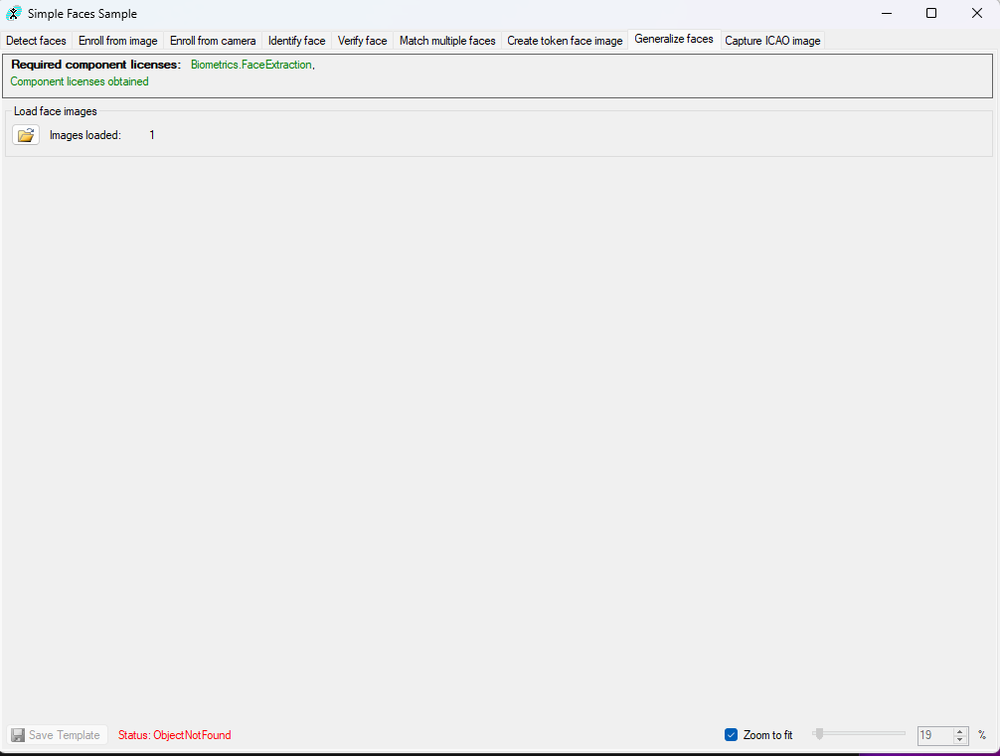 Simple Faces Sample
Detect faces Enroll from image Enroll from camera Identify face Verify face Match multiple faces Create token face image Generalize faces Capture ICAO image
Required component licenses: Biometrics.FaceExtraction,
Component licenses obtained
Load face images
Images loaded: 1
Save Template Status: ObjectNotFound Zoom to fit 19 %